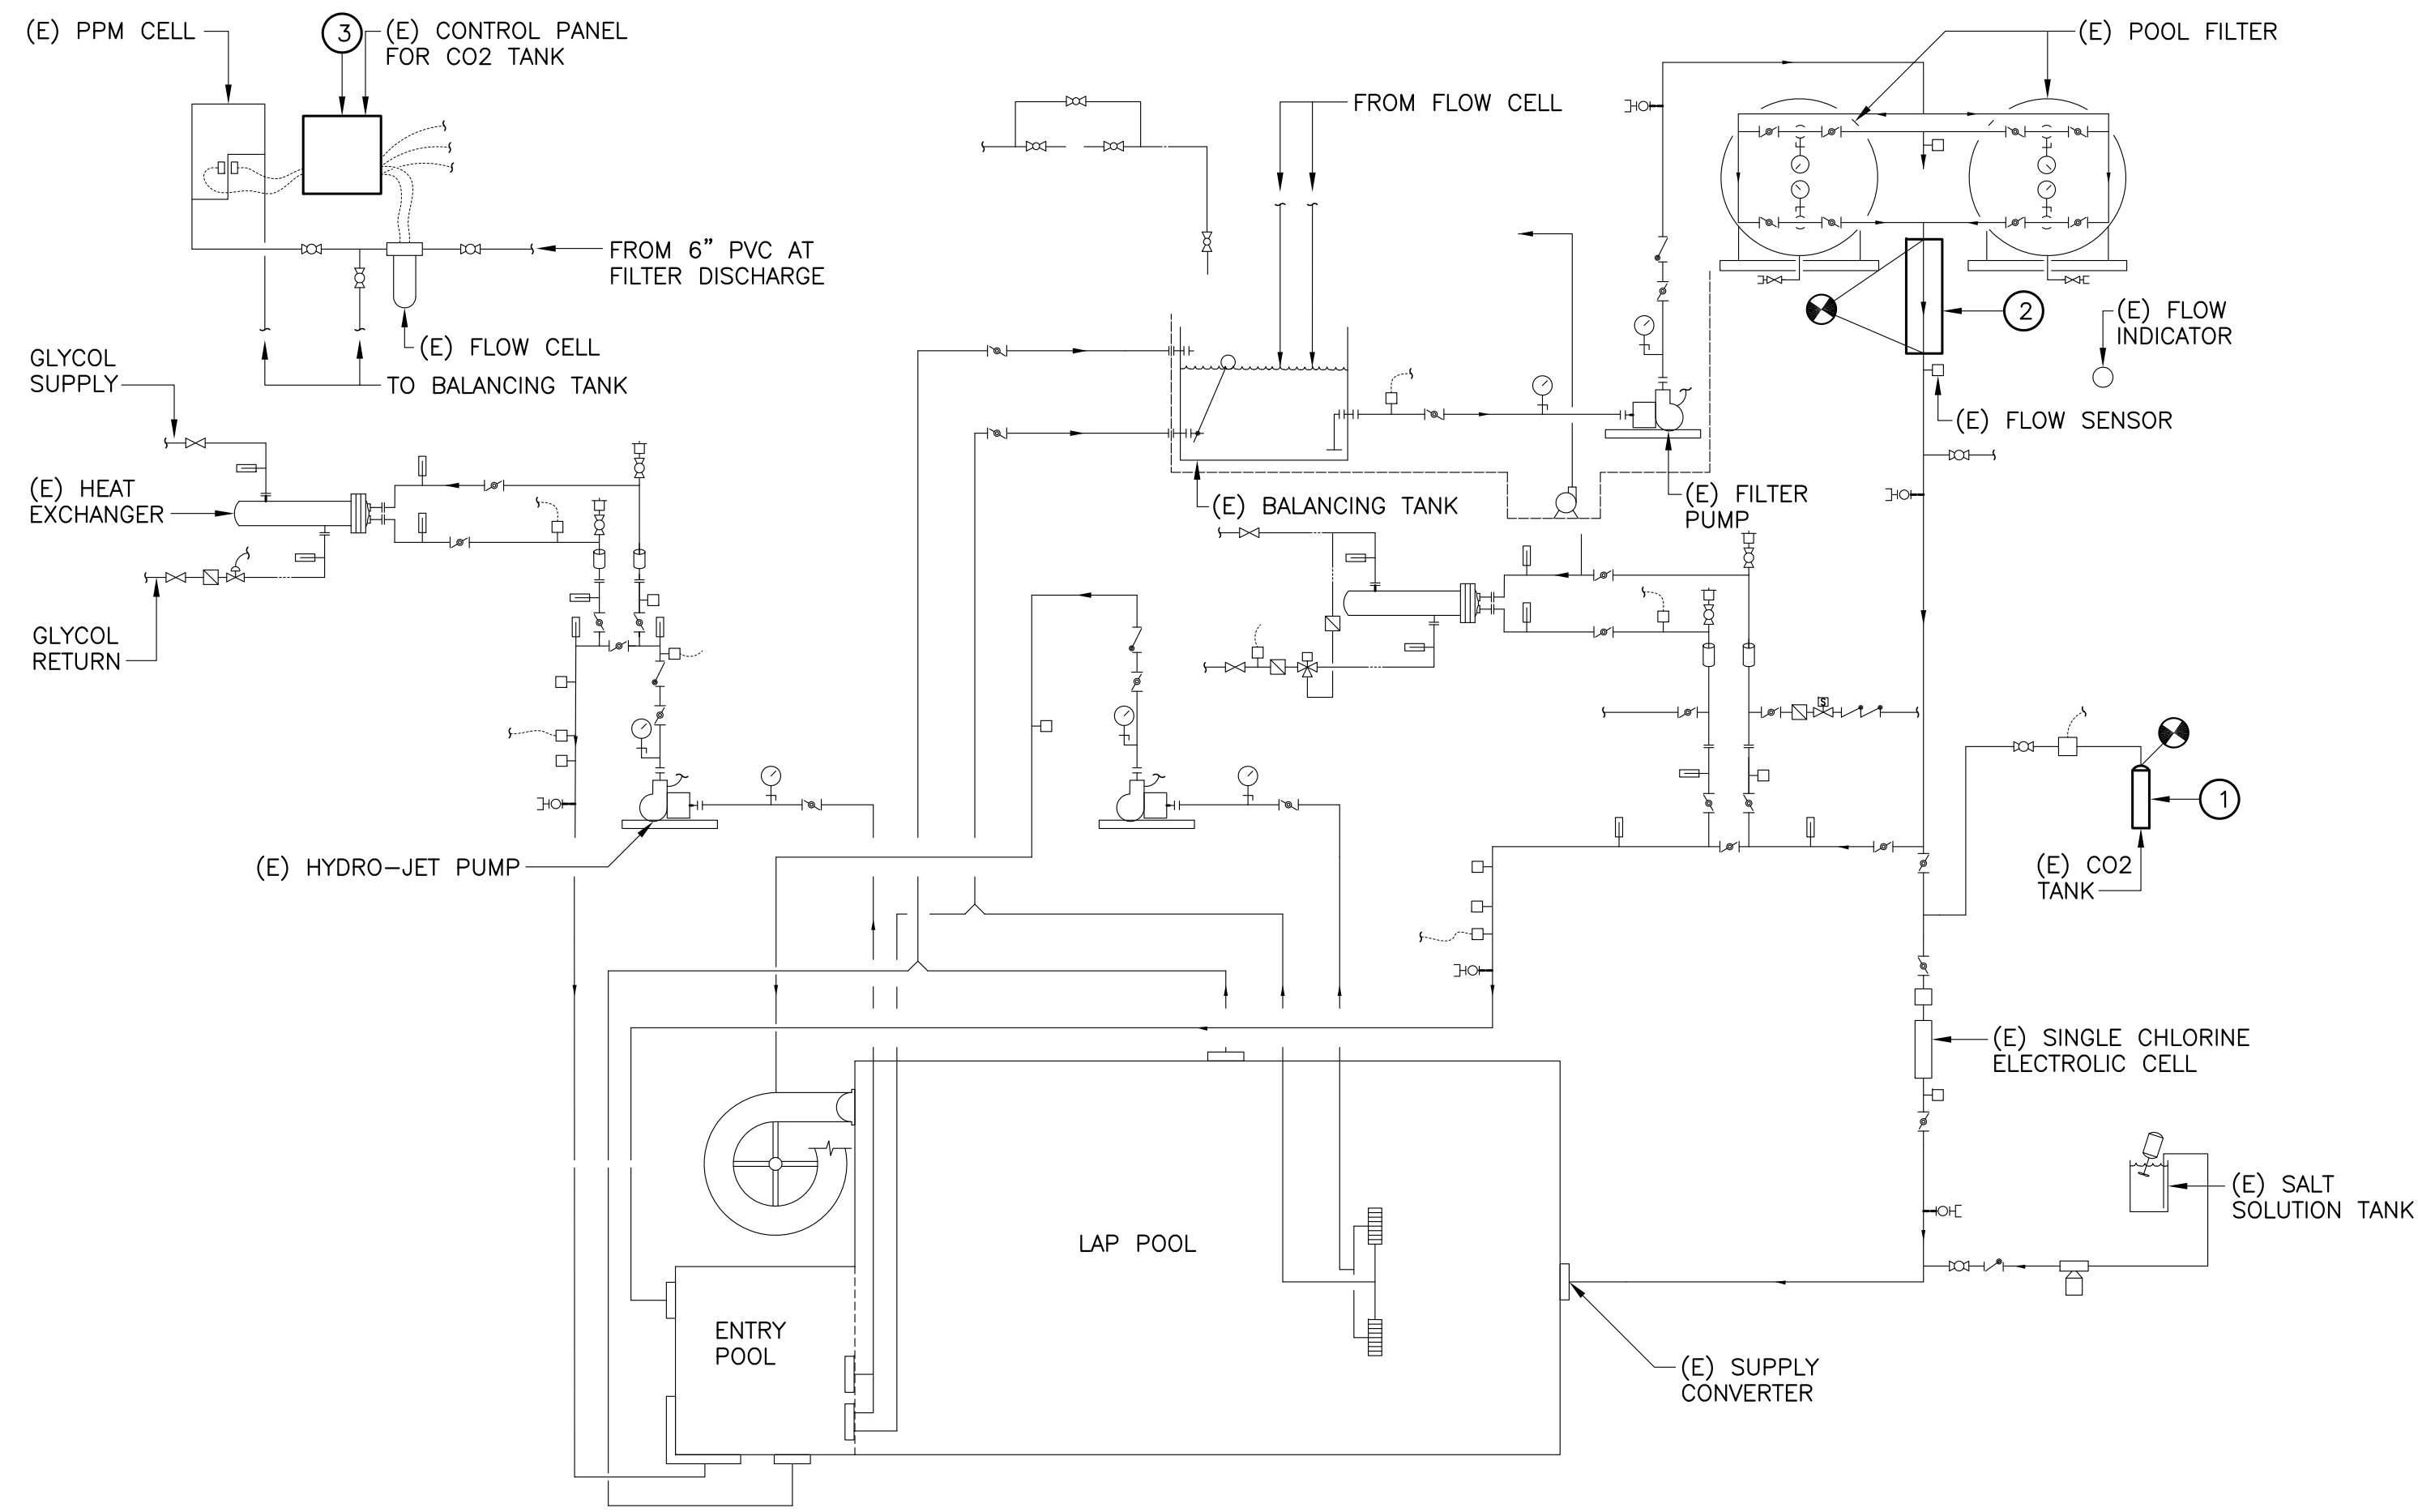 (E) PPM CELL
3
(E) CONTROL PANEL
FOR CO2 TANK
(E) POOL FILTER
FROM FLOW CELL
FROM 6” PVC AT
FILTER DISCHARGE
2
(E) FLOW
INDICATOR
(E) FLOW CELL
GLYCOL
SUPPLY
TO BALANCING TANK
(E) FLOW SENSOR
(E) HEAT
EXCHANGER
(E) BALANCING TANK
(E) FILTER
PUMP
GLYCOL
RETURN
S
1
(E) HYDRO-JET PUMP
(E) CO2
TANK
(E) SINGLE CHLORINE
ELECTROLIC CELL
(E) SALT
SOLUTION TANK
LAP POOL
ENTRY
POOL
(E) SUPPLY
CONVERTER